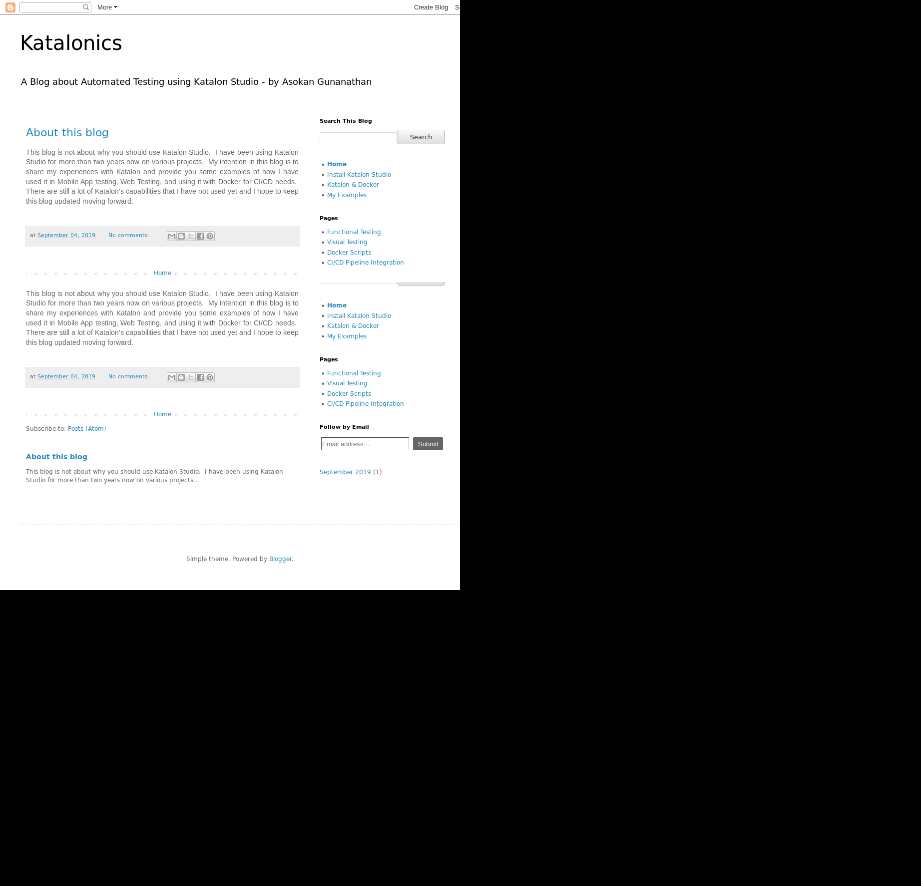 More
Create Blog
S
Katalonics
A Blog about Automated Testing using Katalon Studio - by Asokan Gunanathan
About this blog
This blog is not about why you should use Katalon Studio.  I have been using Katalon
Studio for more than two years now on various projects.  My intention in this blog is to
share my experiences with Katalon and provide you some examples of how I have
used it in Mobile App testing, Web Testing, and using it with Docker for CI/CD needs.
There are still a lot of Katalon's capabilities that I have not used yet and I hope to keep
this blog updated moving forward.
at September 04, 2019 No comments:
Home
This blog is not about why you should use Katalon Studio.  I have been using Katalon
Studio for more than two years now on various projects.  My intention in this blog is to
share my experiences with Katalon and provide you some examples of how I have
used it in Mobile App testing, Web Testing, and using it with Docker for CI/CD needs.
There are still a lot of Katalon's capabilities that I have not used yet and I hope to keep
this blog updated moving forward.
at September 04, 2019 No comments:
Home
Subscribe to: Posts (Atom)
About this blog
This blog is not about why you should use Katalon Studio.  I have been using Katalon
Studio for more than two years now on various projects...
Search This Blog
Search
Home
Install Katalon Studio
Katalon & Docker
My Examples
Pages
Functional Testing
Visual Testing
Docker Scripts
CI/CD Pipeline Integration
Home
Install Katalon Studio
Katalon & Docker
My Examples
Pages
Functional Testing
Visual Testing
Docker Scripts
CI/CD Pipeline Integration
Follow by Email
Email address...
Submit
September 2019 (1)
Simple theme. Powered by Blogger.